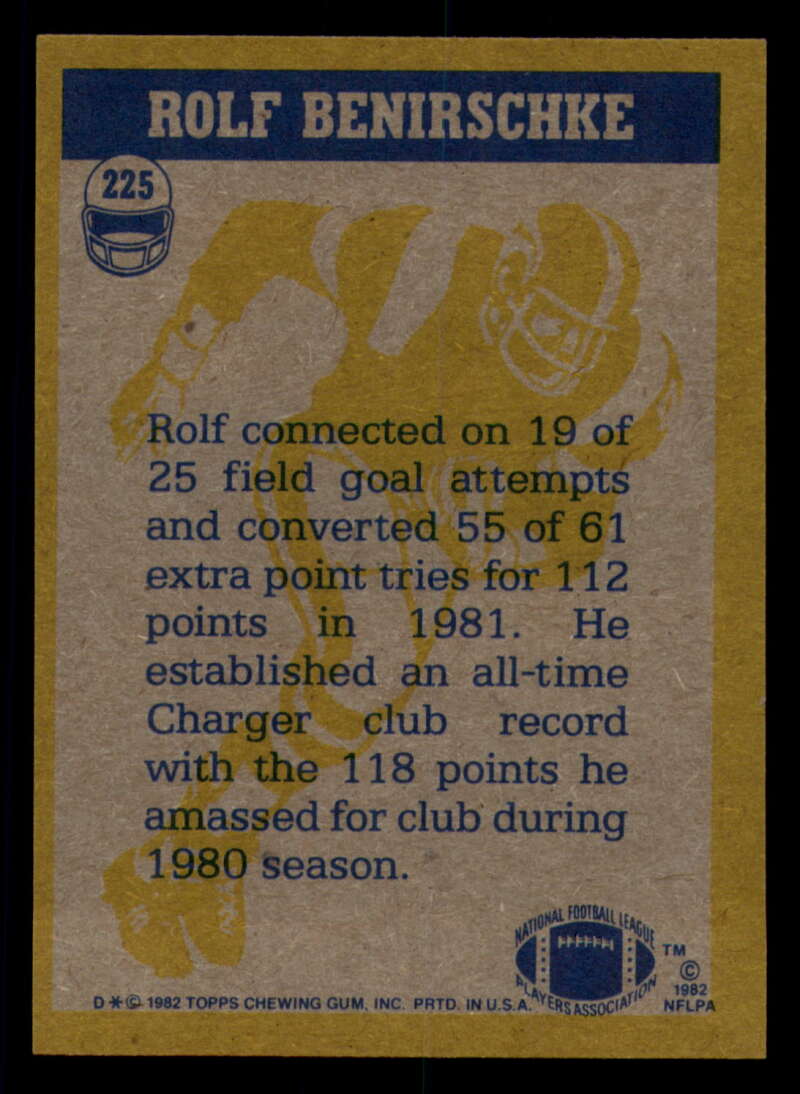 ROLF BENIRSCHKE
225
Rolf connected on 19 of
25 field goal attempts
and converted 55 of 61
extra point tries for 112
points in 1981. He
established an all-time
Charger club record
with the 118 points he
amassed for club during
1980 season.
NATIONAL FOOTBALL LEAGUE
PLAYERS ASSOCIATION
TM
©
1982
NFLPA
D * © 1982 TOPPS CHEWING GUM, INC. PRTD. IN U.S.A.